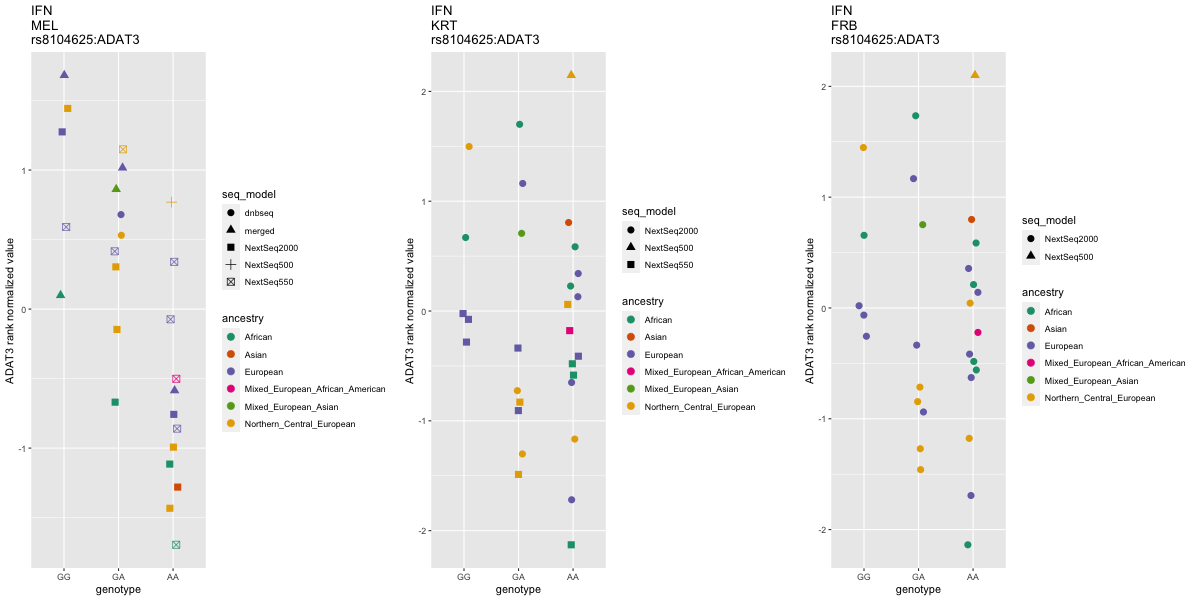 IFN
MEL
rs8104625:ADAT3
ADAT3 rank normalized value
1
0
-1
GG
GA
AA
genotype
seq_model
dnbseq
merged
NextSeq2000
NextSeq500
NextSeq550
ancestry
African
Asian
European
Mixed_European_African_American
Mixed_European_Asian
Northern_Central_European
IFN
KRT
rs8104625:ADAT3
ADAT3 rank normalized value
2
1
0
-1
-2
GG
GA
AA
genotype
seq_model
NextSeq2000
NextSeq500
NextSeq550
ancestry
African
Asian
European
Mixed_European_African_American
Mixed_European_Asian
Northern_Central_European
IFN
FRB
rs8104625:ADAT3
ADAT3 rank normalized value
2
1
0
-1
-2
GG
GA
AA
genotype
seq_model
NextSeq2000
NextSeq500
ancestry
African
Asian
European
Mixed_European_African_American
Mixed_European_Asian
Northern_Central_European